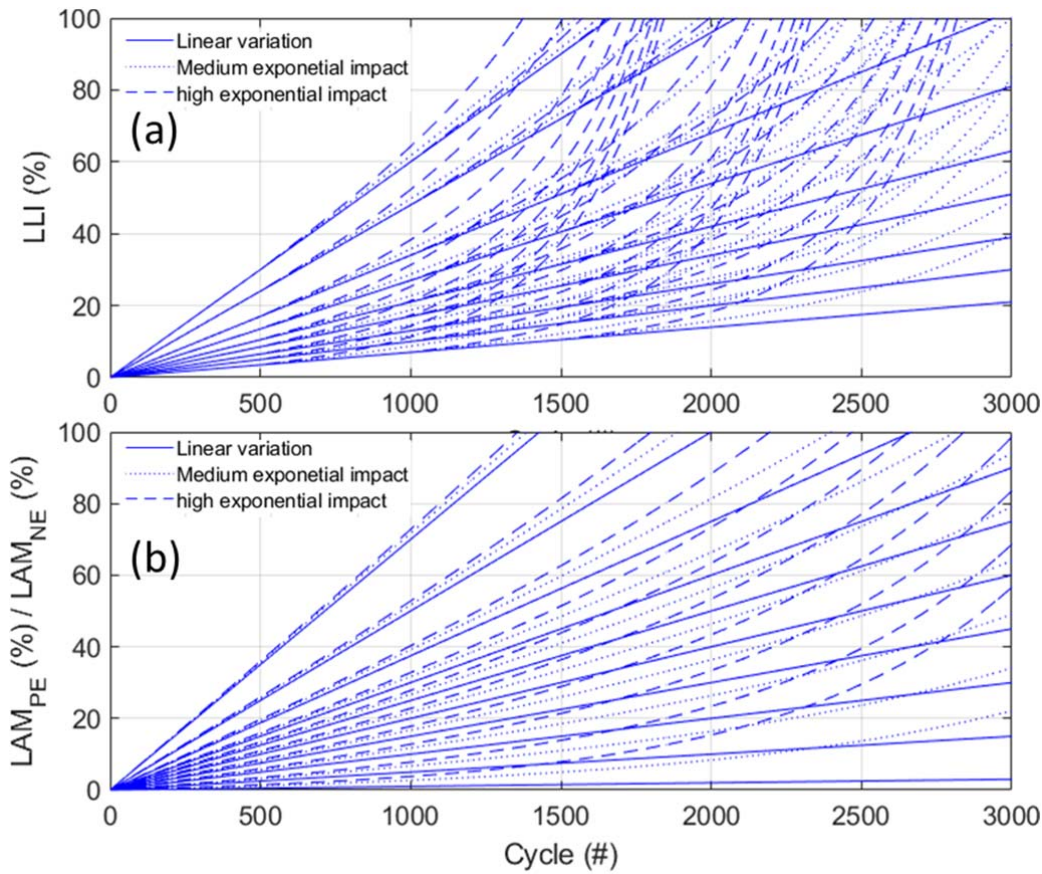 100
80
60
40
20
0
LLI (%)
Linear variation
Medium exponetial impact
high exponential impact
(a)
0 500 1000 1500 2000 2500 3000
100
80
60
40
20
0
LAM_PE (%) / LAM_NE (%)
Linear variation
Medium exponetial impact
high exponential impact
(b)
0 500 1000 1500 2000 2500 3000
Cycle (#)